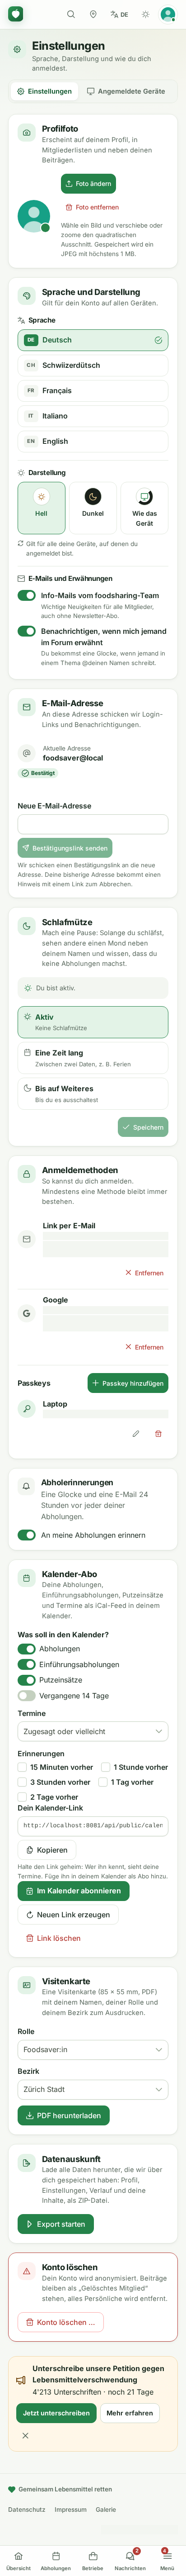 DE
Einstellungen
Sprache, Darstellung und wie du dich
anmeldest.
Einstellungen
Angemeldete Geräte
Profilfoto
Erscheint auf deinem Profil, in
Mitgliederlisten und neben deinen
Beiträgen.
Foto ändern
Foto entfernen
Wähle ein Bild und verschiebe oder
zoome den quadratischen
Ausschnitt. Gespeichert wird ein
JPEG mit höchstens 1 MB.
Sprache und Darstellung
Gilt für dein Konto auf allen Geräten.
Sprache
DE Deutsch
CH Schwiizerdütsch
FR Français
IT Italiano
EN English
Darstellung
Hell
Dunkel
Wie das
Gerät
Gilt für alle deine Geräte, auf denen du
angemeldet bist.
E-Mails und Erwähnungen
Info-Mails vom foodsharing-Team
Wichtige Neuigkeiten für alle Mitglieder,
auch ohne Newsletter-Abo.
Benachrichtigen, wenn mich jemand
im Forum erwähnt
Du bekommst eine Glocke, wenn jemand in
einem Thema @deinen Namen schreibt.
E-Mail-Adresse
An diese Adresse schicken wir Login-
Links und Benachrichtigungen.
Aktuelle Adresse
foodsaver@local
Bestätigt
Neue E-Mail-Adresse
Bestätigungslink senden
Wir schicken einen Bestätigungslink an die neue
Adresse. Deine bisherige Adresse bekommt einen
Hinweis mit einem Link zum Abbrechen.
Schlafmütze
Mach eine Pause: Solange du schläfst,
sehen andere einen Mond neben
deinem Namen und wissen, dass du
keine Abholungen machst.
Du bist aktiv.
Aktiv
Keine Schlafmütze
Eine Zeit lang
Zwischen zwei Daten, z. B. Ferien
Bis auf Weiteres
Bis du es ausschaltest
Speichern
Anmeldemethoden
So kannst du dich anmelden.
Mindestens eine Methode bleibt immer
bestehen.
Link per E-Mail
Entfernen
Google
Entfernen
Passkeys
Passkey hinzufügen
Laptop
Abholerinnerungen
Eine Glocke und eine E-Mail 24
Stunden vor jeder deiner
Abholungen.
An meine Abholungen erinnern
Kalender-Abo
Deine Abholungen,
Einführungsabholungen, Putzeinsätze
und Termine als iCal-Feed in deinem
Kalender.
Was soll in den Kalender?
Abholungen
Einführungsabholungen
Putzeinsätze
Vergangene 14 Tage
Termine
Zugesagt oder vielleicht
Erinnerungen
15 Minuten vorher
1 Stunde vorher
3 Stunden vorher
1 Tag vorher
2 Tage vorher
Dein Kalender-Link
http://localhost:8081/api/public/calen
Kopieren
Halte den Link geheim: Wer ihn kennt, sieht deine
Termine. Füge ihn in deinem Kalender als Abo hinzu.
Im Kalender abonnieren
Neuen Link erzeugen
Link löschen
Visitenkarte
Eine Visitenkarte (85 × 55 mm, PDF)
mit deinem Namen, deiner Rolle und
deinem Bezirk zum Ausdrucken.
Rolle
Foodsaver:in
Bezirk
Zürich Stadt
PDF herunterladen
Datenauskunft
Lade alle Daten herunter, die wir über
dich gespeichert haben: Profil,
Einstellungen, Verlauf und deine
Inhalte, als ZIP-Datei.
Export starten
Konto löschen
Dein Konto wird anonymisiert. Beiträge
bleiben als „Gelöschtes Mitglied“
stehen, alles Persönliche wird entfernt.
Konto löschen …
Unterschreibe unsere Petition gegen
Lebensmittelverschwendung
4'213 Unterschriften · noch 21 Tage
Jetzt unterschreiben
Mehr erfahren
Gemeinsam Lebensmittel retten
Datenschutz
Impressum
Galerie
2
4
Übersicht
Abholungen
Betriebe
Nachrichten
Menü